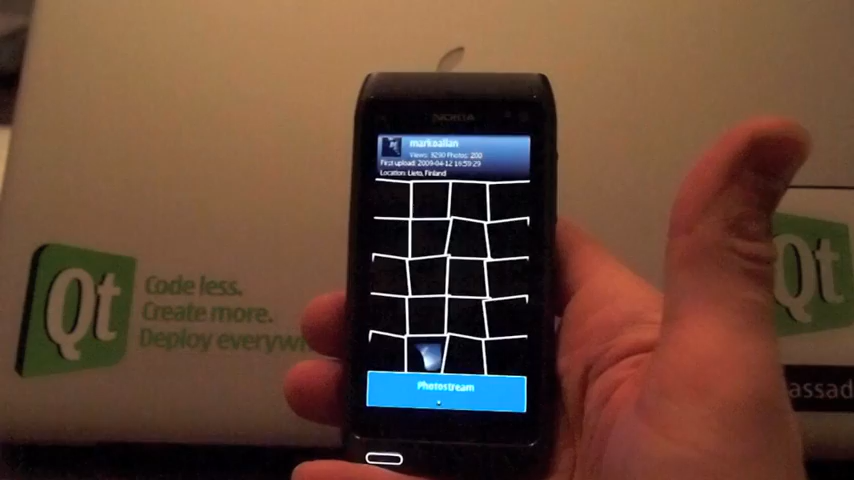 NOKIA
markoallan
Views: 3290 Photos: 200
First upload: 2009-04-12 16:59:29
Location: Lieto, Finland
Qt
Code less.
Create more.
Deploy everyw
Qt
Photostream
assad